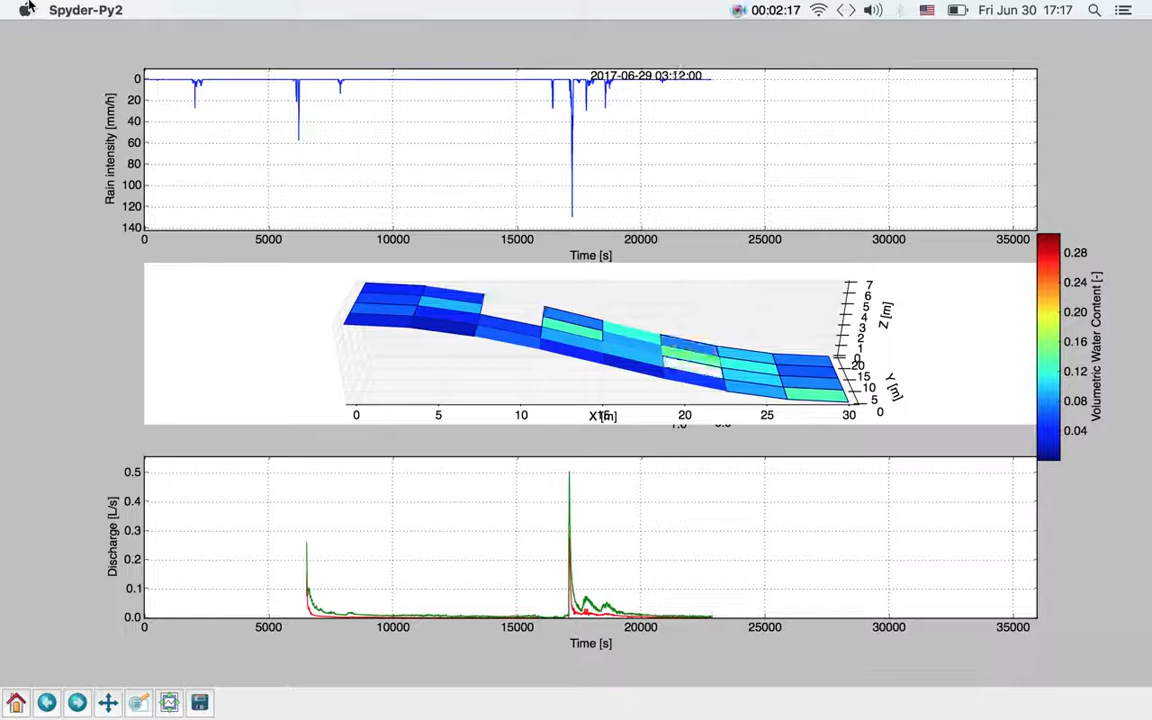 Spyder-Py2 00:02:17 Fri Jun 30 17:17
2017-06-29 03:12:00
Rain intensity [mm/h]
0
20
40
60
80
100
120
140
0 5000 10000 15000 20000 25000 30000 35000
Time [s]
7
6
5
4
3
2
1
0
Z [m]
20
15
10
5
0
Y [m]
0 5 10 15 20 25 30
X [m]
0.28
0.24
0.20
0.16
0.12
0.08
0.04
Volumetric Water Content [-]
Discharge [L/s]
0.5
0.4
0.3
0.2
0.1
0.0
0 5000 10000 15000 20000 25000 30000 35000
Time [s]